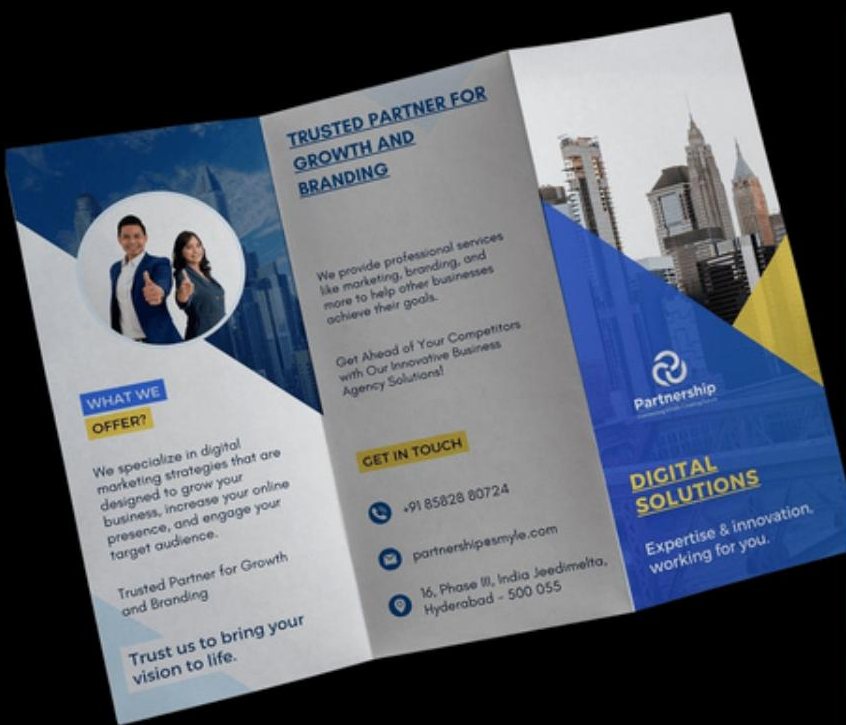 WHAT WE
OFFER?
We specialize in digital
marketing strategies that are
designed to grow your
business, increase your online
presence, and engage your
target audience.
Trusted Partner for Growth
and Branding
Trust us to bring your
vision to life.
TRUSTED PARTNER FOR
GROWTH AND
BRANDING
We provide professional services
like marketing, branding, and
more to help other businesses
achieve their goals.
Get Ahead of Your Competitors
with Our Innovative Business
Agency Solutions!
GET IN TOUCH
+91 85828 80724
partnershipesmyle.com
16, Phase III, India Jeedimelta,
Hyderabad - 500 055
Partnership
DIGITAL
SOLUTIONS
Expertise & innovation,
working for you.